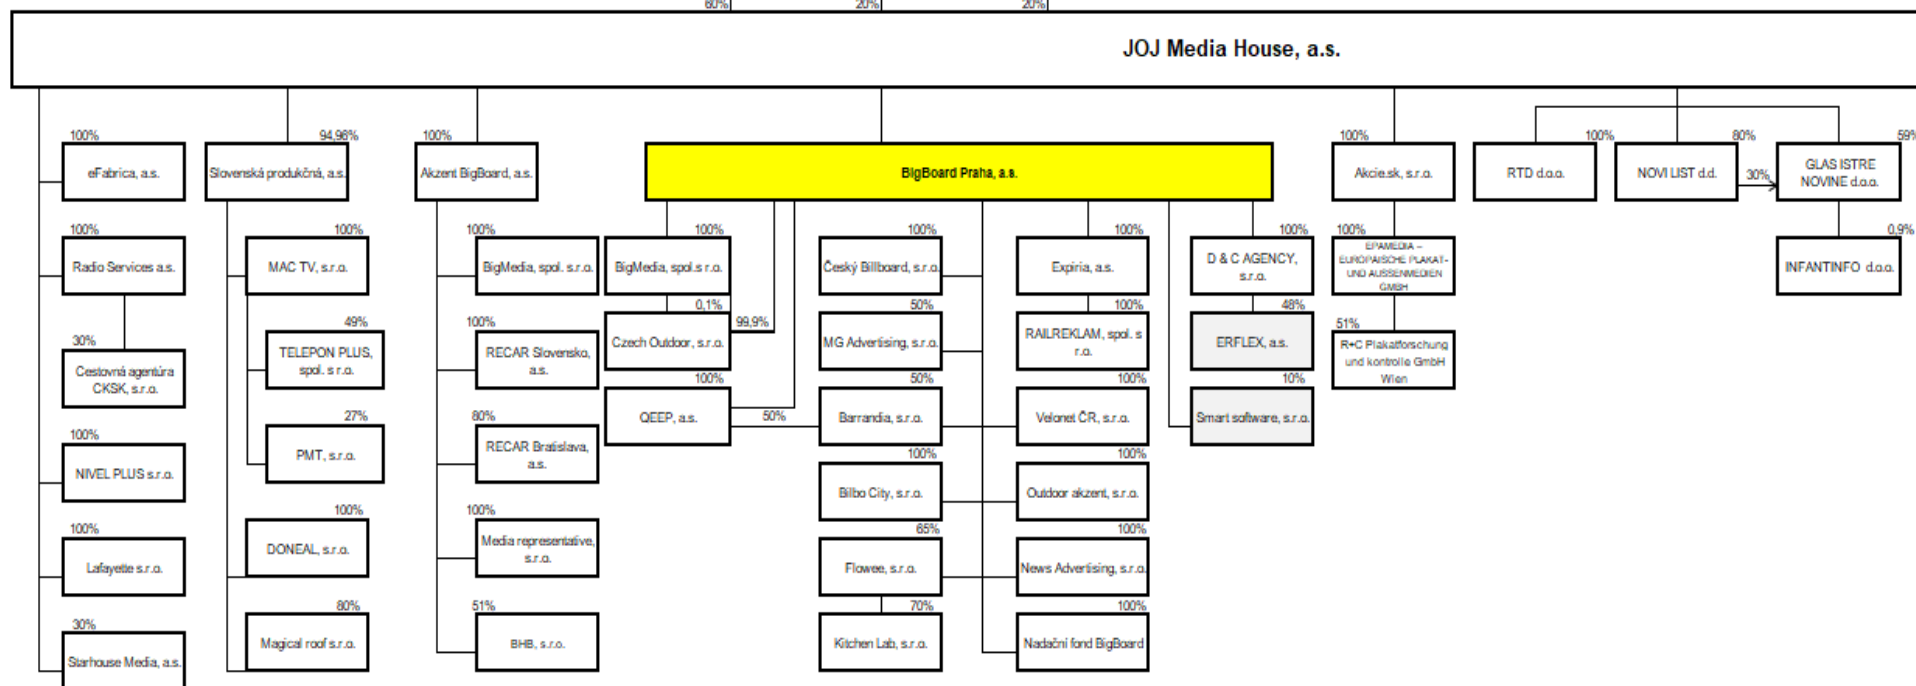 60%
20%
20%
JOJ Media House, a.s.
100%
eFabrica, a.s.
100%
Radio Services a.s.
30%
Cestovná agentúra
CKSK, s.r.o.
100%
NIVEL PLUS s.r.o.
100%
Lafayette s.r.o.
30%
Starhouse Media, a.s.
94,96%
Slovenská produkčná, a.s.
100%
MAC TV, s.r.o.
49%
TELEPON PLUS,
spol. s r.o.
27%
PMT, s.r.o.
100%
DONEAL, s.r.o.
80%
Magical roof s.r.o.
100%
Akzent BigBoard, a.s.
100%
BigMedia, spol. s.r.o.
100%
RECAR Slovensko,
a.s.
80%
RECAR Bratislava,
a.s.
100%
Media representative,
s.r.o.
51%
BHB, s.r.o.
BigBoard Praha, a.s.
100%
BigMedia, spol.s r.o.
0,1%
99,9%
Czech Outdoor, s.r.o.
100%
QEEP, a.s.
50%
100%
Český Billboard, s.r.o.
50%
MG Advertising, s.r.o.
50%
Barrandia, s.r.o.
100%
Bilbo City, s.r.o.
65%
Flowee, s.r.o.
70%
Kitchen Lab, s.r.o.
100%
Expiria, a.s.
100%
RAILREKLAM, spol. s
r.o.
100%
Velonet ČR, s.r.o.
100%
Outdoor akzent, s.r.o.
100%
News Advertising, s.r.o.
100%
Nadační fond BigBoard
100%
D & C AGENCY,
s.r.o.
48%
ERFLEX, a.s.
10%
Smart software, s.r.o.
100%
Akcie.sk, s.r.o.
100%
EPAMEDIA –
EUROPÄISCHE PLAKAT-
UND AUSSENMEDIEN
GMBH
51%
R+C Plakatforschung
und kontrolle GmbH
Wien
100%
RTD d.o.o.
80%
NOVI LIST d.d.
30%
59%
GLAS ISTRE
NOVINE d.o.o.
0,9%
INFANTINFO d.o.o.